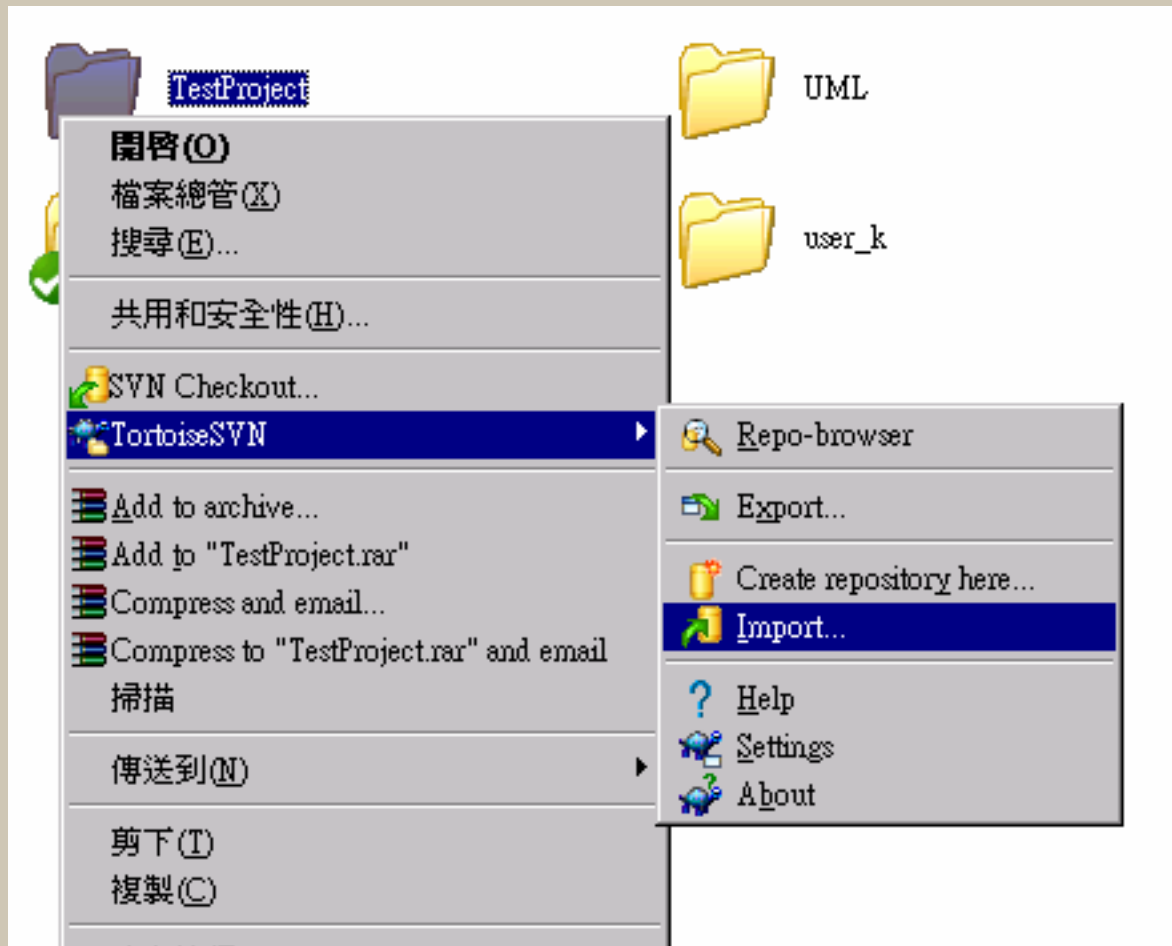 TestProject
UML
user_k
開啓(O)
檔案總管(X)
搜尋(E)...
共用和安全性(H)...
SVN Checkout...
TortoiseSVN
Add to archive...
Add to "TestProject.rar"
Compress and email...
Compress to "TestProject.rar" and email
掃描
傳送到(N)
剪下(T)
複製(C)
Repo-browser
Export...
Create repository here...
Import...
Help
Settings
About